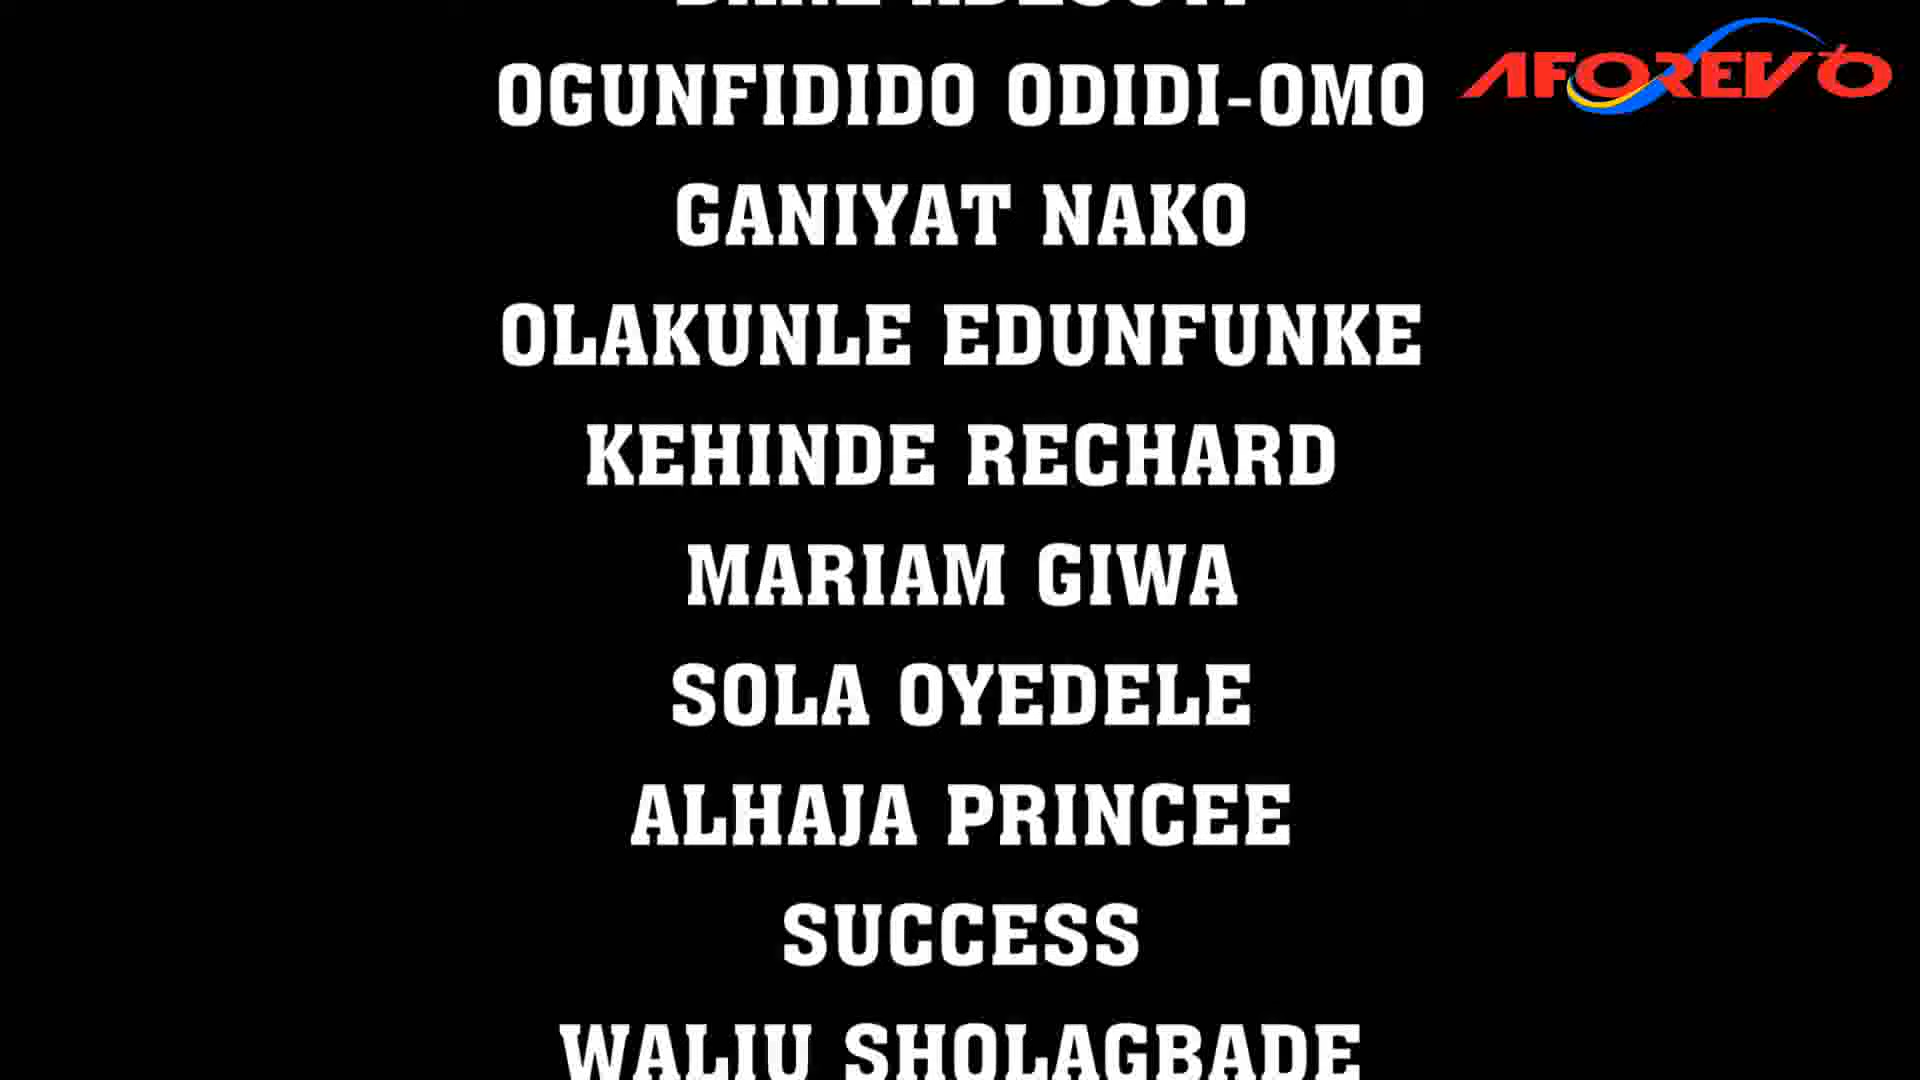 AFOREVO
OGUNFIDIDO ODIDI-OMO
GANIYAT NAKO
OLAKUNLE EDUNFUNKE
KEHINDE RECHARD
MARIAM GIWA
SOLA OYEDELE
ALHAJA PRINCEE
SUCCESS
WALIU SHOLAGBADE